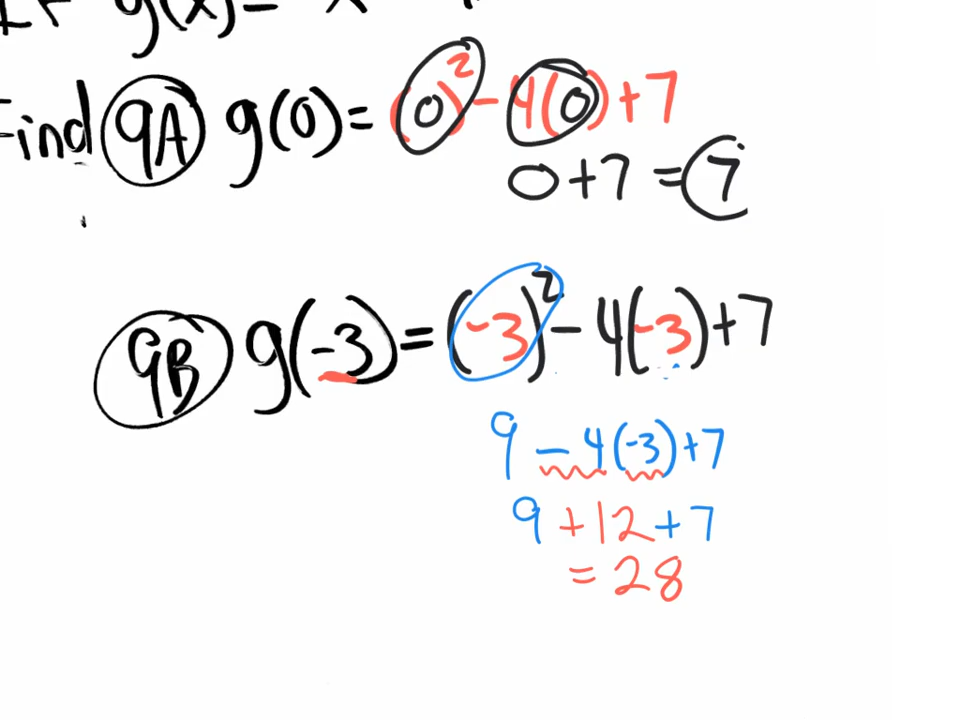 g(x) =
Find 9A g(0) = (0)² - 4(0) + 7
0 + 7 = 7
9B g(-3) = (-3)² - 4(-3) + 7
9 - 4(-3) + 7
9 + 12 + 7
= 28